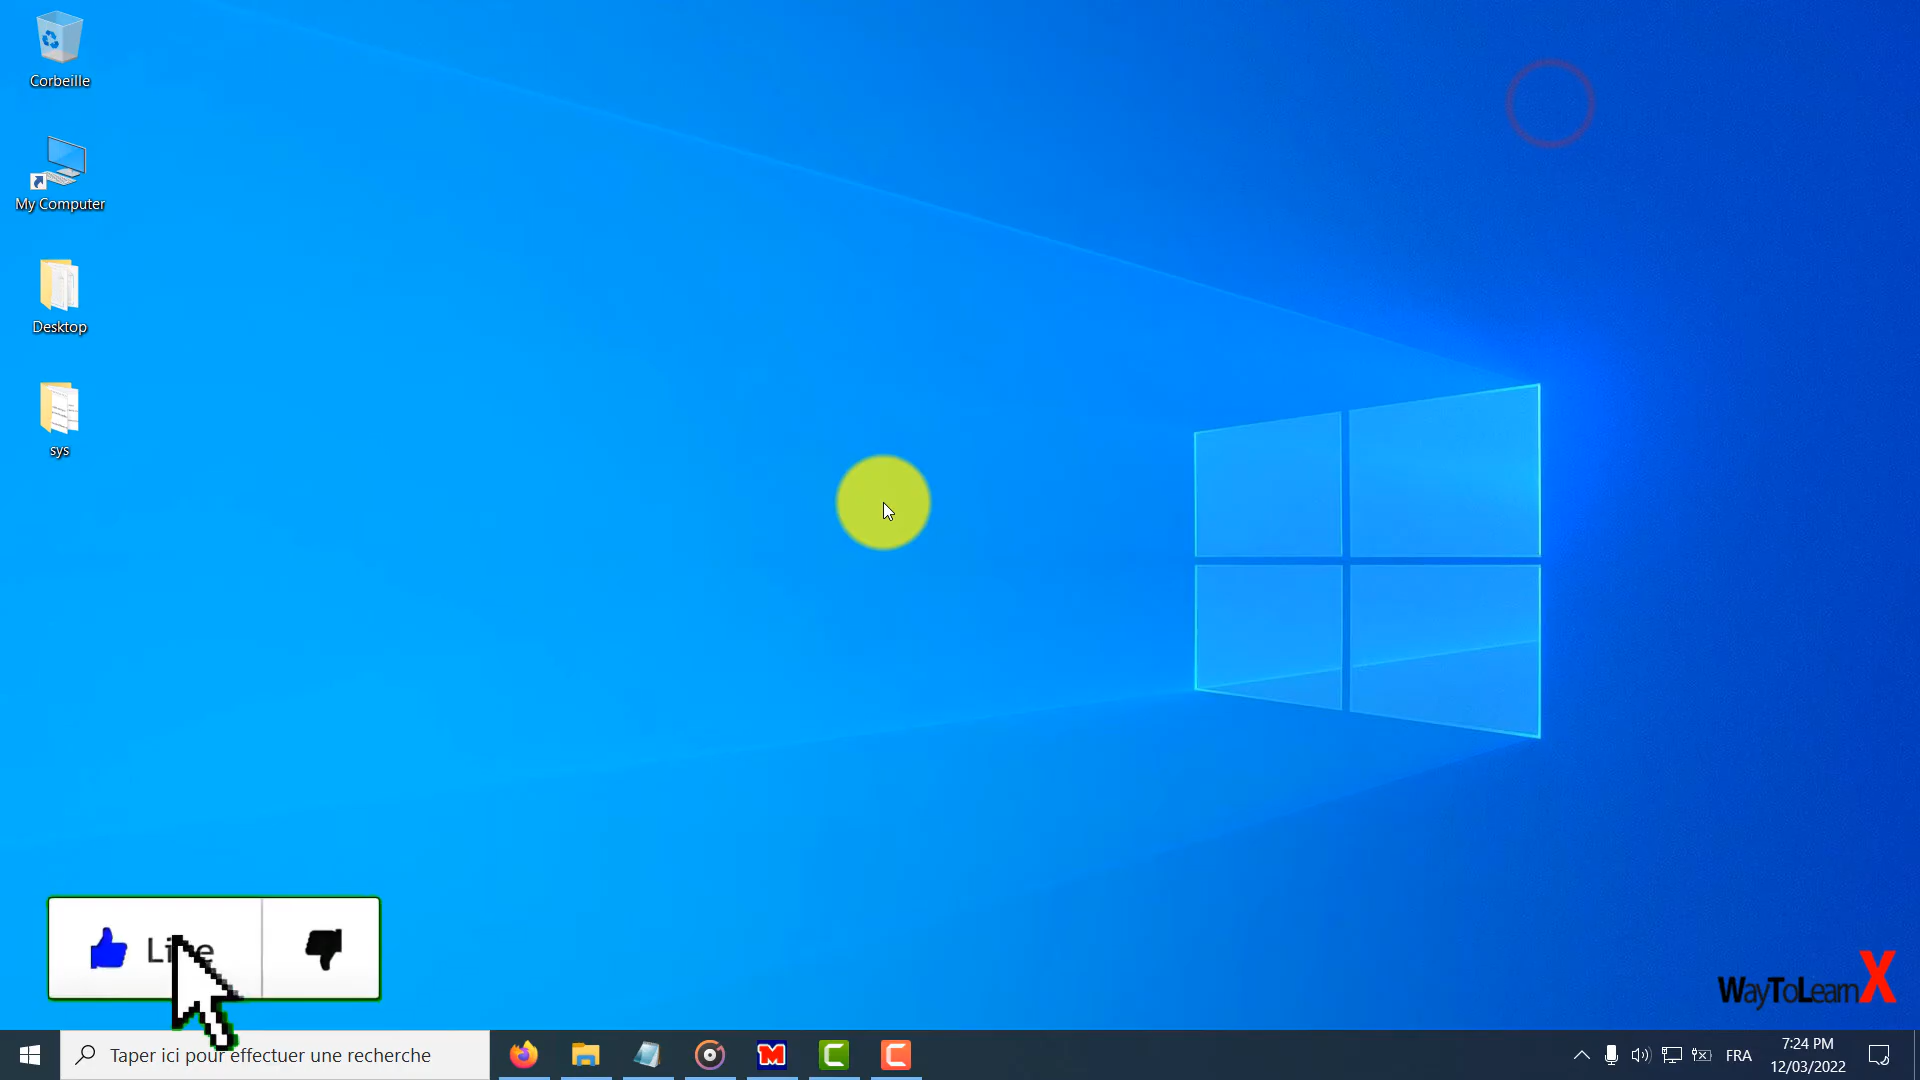 Corbeille
My Computer
Desktop
sys
WayToLearnX
Taper ici pour effectuer une recherche
FRA
7:24 PM
12/03/2022